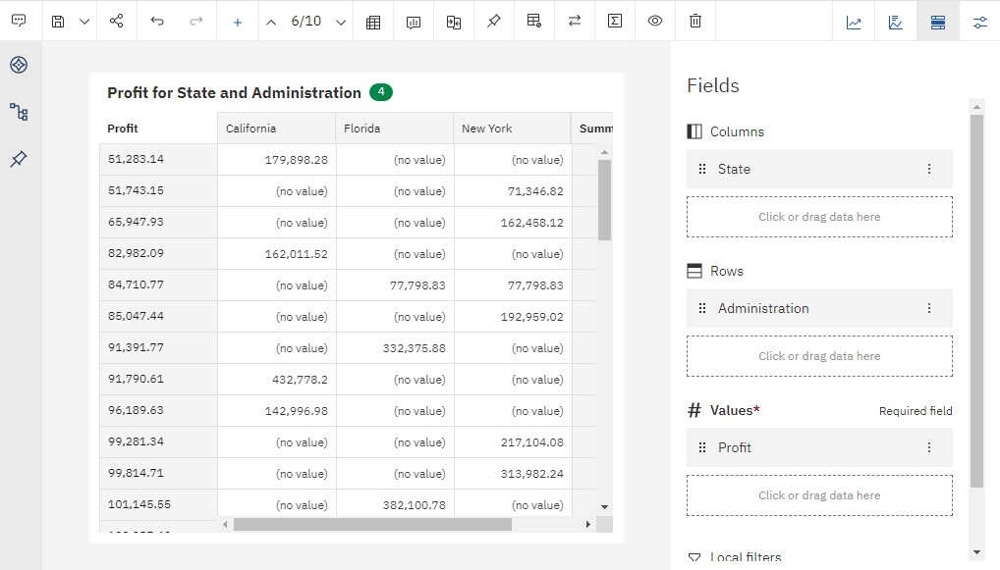 6/10
Profit for State and Administration 4
Profit California Florida New York Summ
51,283.14 179,898.28 (no value) (no value)
51,743.15 (no value) (no value) 71,346.82
65,947.93 (no value) (no value) 162,458.12
82,982.09 162,011.52 (no value) (no value)
84,710.77 (no value) 77,798.83 77,798.83
85,047.44 (no value) (no value) 192,959.02
91,391.77 (no value) 332,375.88 (no value)
91,790.61 432,778.2 (no value) (no value)
96,189.63 142,996.98 (no value) (no value)
99,281.34 (no value) (no value) 217,104.08
99,814.71 (no value) (no value) 313,982.24
101,145.55 (no value) 382,100.78 (no value)
Fields
Columns
State
Click or drag data here
Rows
Administration
Click or drag data here
# Values* Required field
Profit
Click or drag data here
Local filters